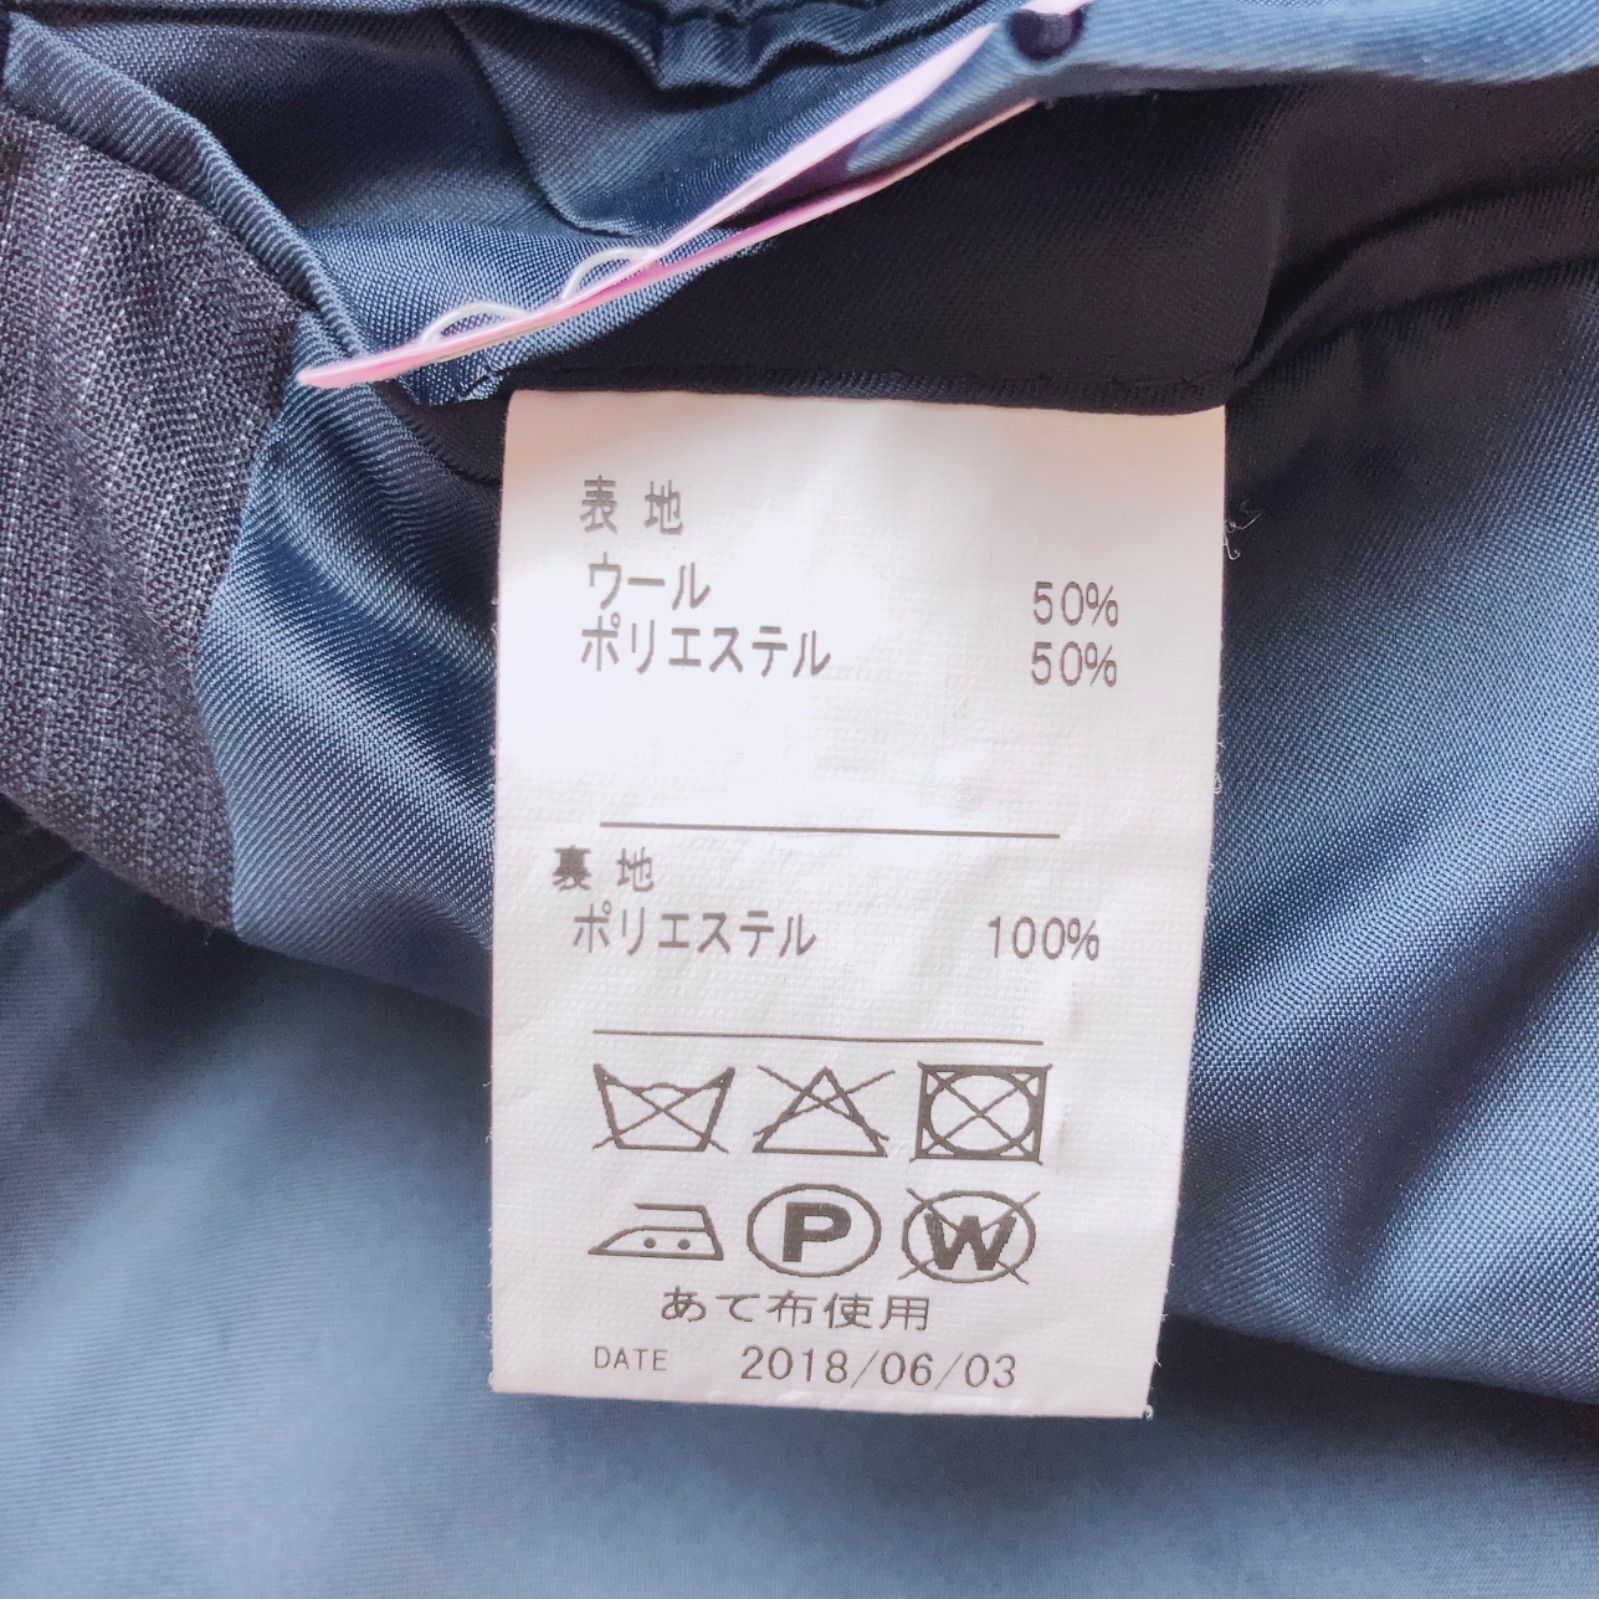 表地
ウール 50%
ポリエステル 50%
裏地
ポリエステル 100%
P W
あて布使用
DATE 2018/06/03